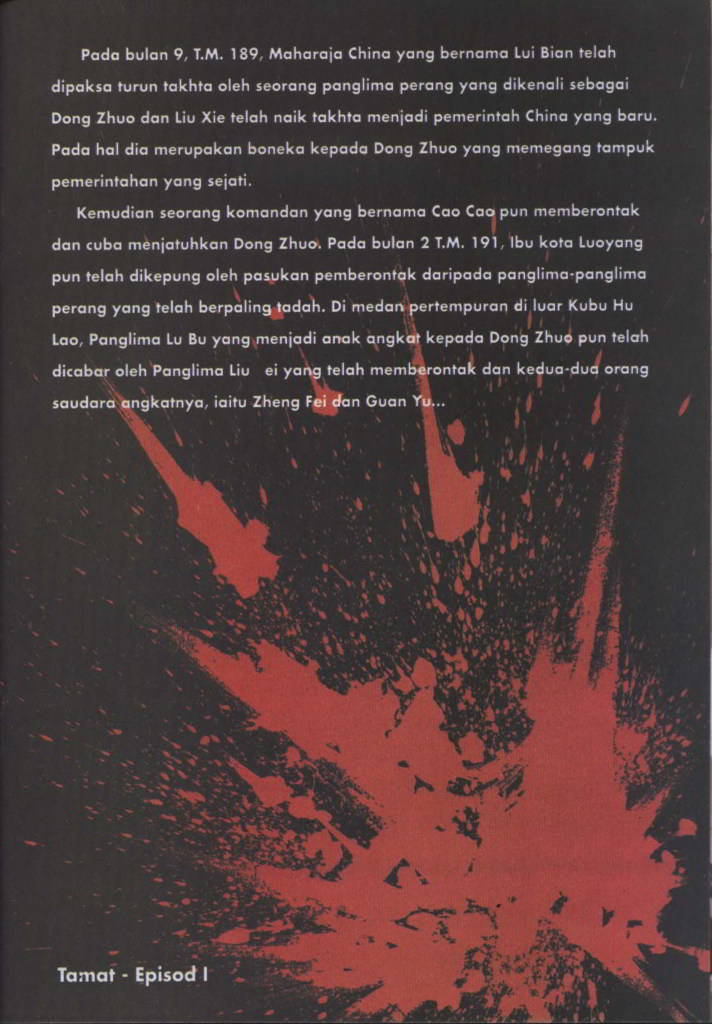 Pada bulan 9, T.M. 189, Maharaja China yang bernama Lui Bian telah
dipaksa turun takhta oleh seorang panglima perang yang dikenali sebagai
Dong Zhuo dan Liu Xie telah naik takhta menjadi pemerintah China yang baru.
Pada hal dia merupakan boneka kepada Dong Zhuo yang memegang tampuk
pemerintahan yang sejati.
Kemudian seorang komandan yang bernama Cao Cao pun memberontak
dan cuba menjatuhkan Dong Zhuo. Pada bulan 2 T.M. 191, Ibu kota Luoyang
pun telah dikepung oleh pasukan pemberontak daripada panglima-panglima
perang yang telah berpaling tadah. Di medan pertempuran di luar Kubu Hu
Lao, Panglima Lu Bu yang menjadi anak angkat kepada Dong Zhuo pun telah
dicabar oleh Panglima Liu ei yang telah memberontak dan kedua-dua orang
saudara angkatnya, iaitu Zheng Fei dan Guan Yu...
Tamat - Episod I